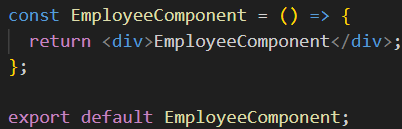 const EmployeeComponent = () => {
  return <div>EmployeeComponent</div>;
};

export default EmployeeComponent;